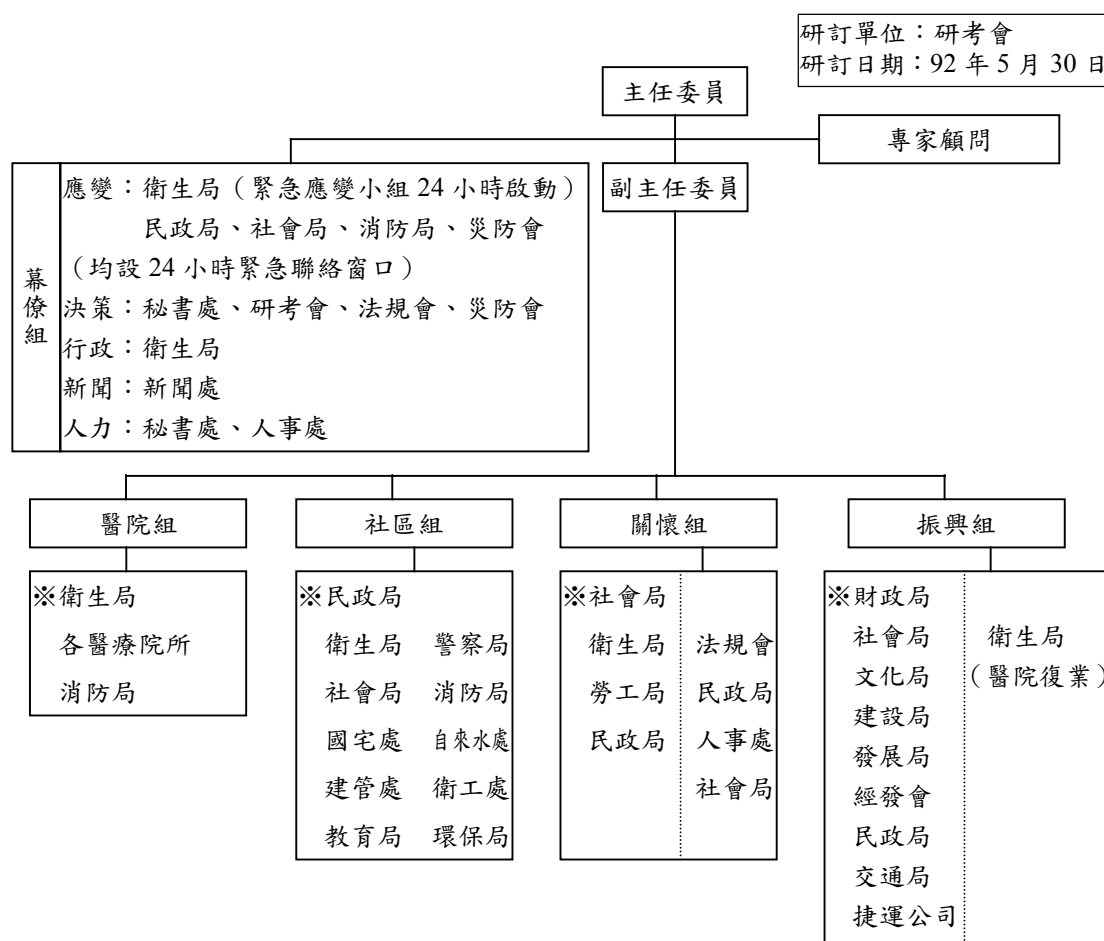 研訂單位：研考會
研訂日期：92 年 5 月 30 日
主任委員
專家顧問
副主任委員
幕僚組
應變：衛生局（緊急應變小組 24 小時啟動）
民政局、社會局、消防局、災防會
（均設 24 小時緊急聯絡窗口）
決策：秘書處、研考會、法規會、災防會
行政：衛生局
新聞：新聞處
人力：秘書處、人事處
醫院組
※衛生局
各醫療院所
消防局
社區組
※民政局
衛生局 警察局
社會局 消防局
國宅處 自來水處
建管處 衛工處
教育局 環保局
關懷組
※社會局
衛生局 法規會
勞工局 民政局
民政局 人事處
社會局
振興組
※財政局
社會局 衛生局
文化局 （醫院復業）
建設局
發展局
經發會
民政局
交通局
捷運公司